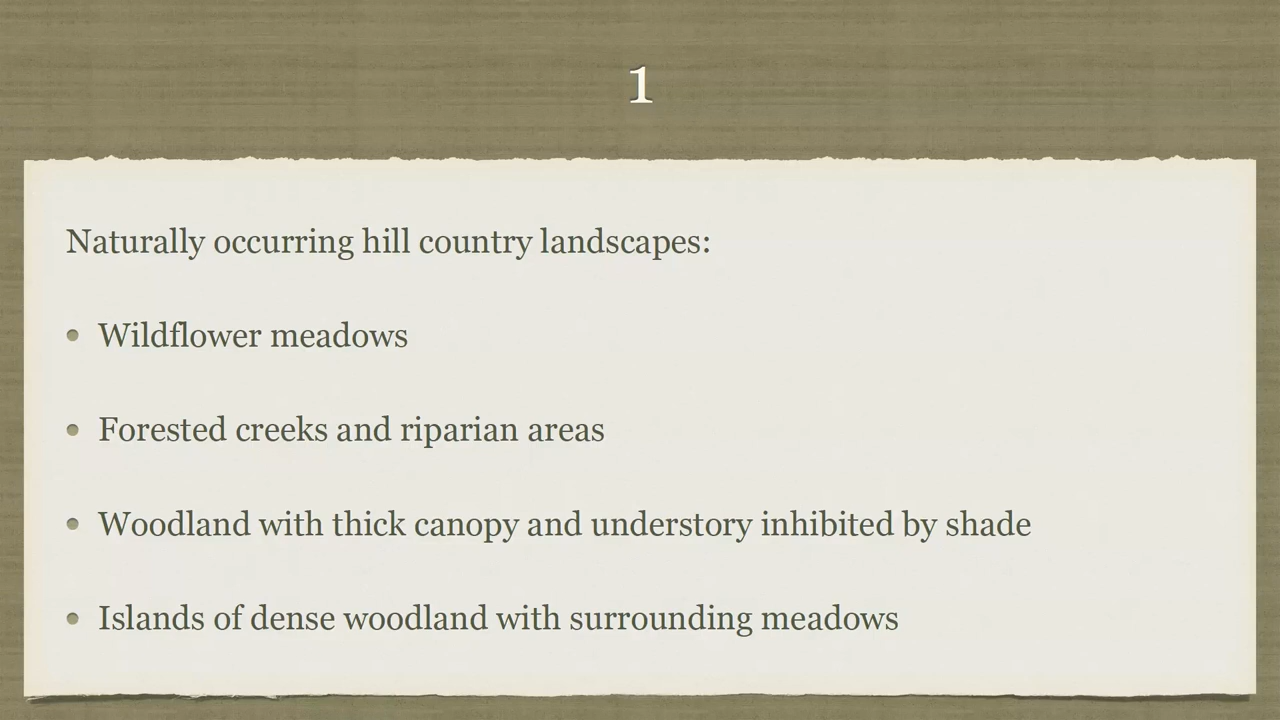 1
Naturally occurring hill country landscapes:
• Wildflower meadows
• Forested creeks and riparian areas
• Woodland with thick canopy and understory inhibited by shade
• Islands of dense woodland with surrounding meadows